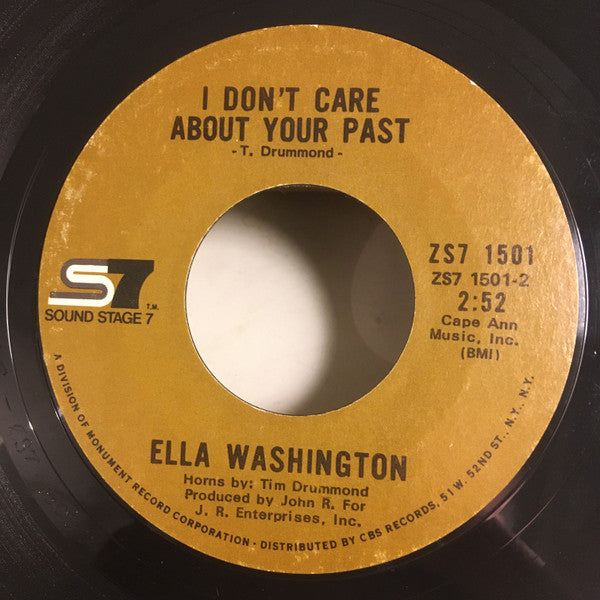 I DON'T CARE
ABOUT YOUR PAST
- T. Drummond -
S7
T.M.
SOUND STAGE 7
ZS7 1501
ZS7 1501-2
2:52
Cape Ann
Music, Inc.
(BMI)
ELLA WASHINGTON
Horns by: Tim Drummond
Produced by John R. For
J. R. Enterprises, Inc.
A DIVISION OF MONUMENT RECORD CORPORATION - DISTRIBUTED BY CBS RECORDS, 51 W. 52ND ST., N.Y., N.Y.